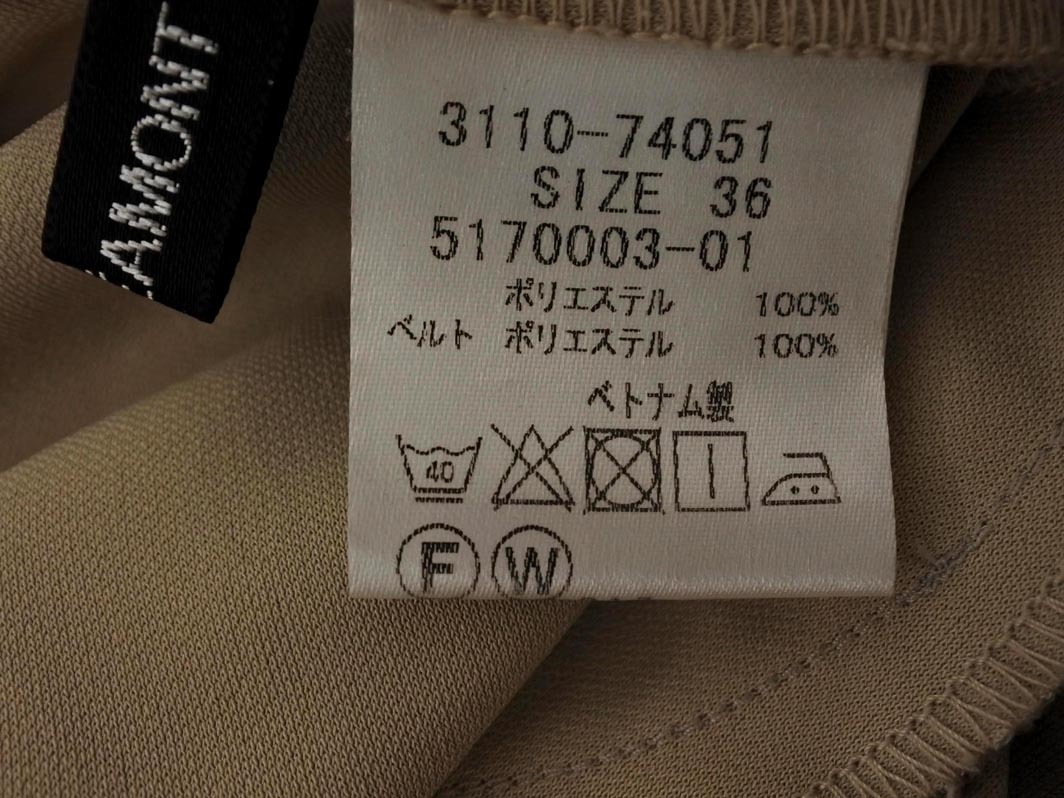 3110-74051
SIZE 36
5170003-01
ポリエステル 100%
ベルト ポリエステル 100%
ベトナム製
40
F W